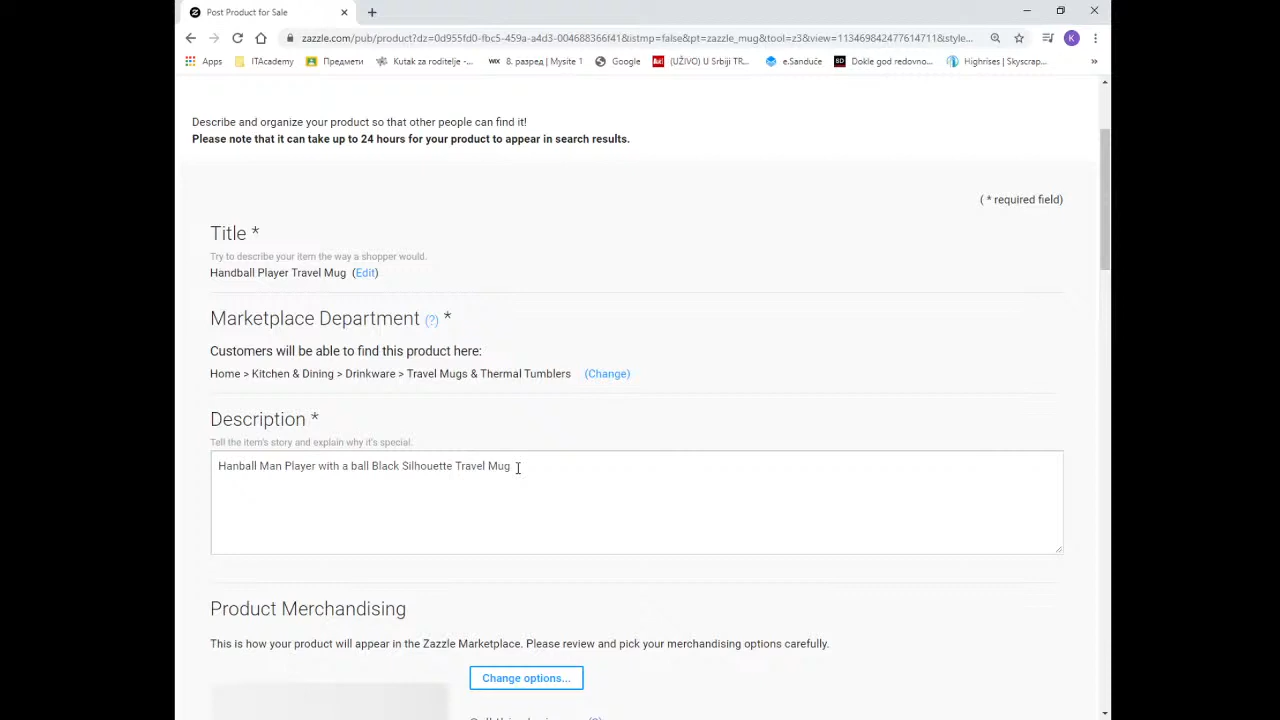 Post Product for Sale
zazzle.com/pub/product?dz=0d955fd0-fbc5-459a-a4d3-004688366f41&istmp=false&pt=zazzle_mug&tool=z3&view=113469842477614711&style...
K
Apps ITAcademy Предмети Kutak za roditelje -... WIX 8. разред | Mysite 1 Google (UŽIVO) U Srbiji TR... e.Sanduče Dokle god redovno... Highrises | Skyscrap... »
Describe and organize your product so that other people can find it!
Please note that it can take up to 24 hours for your product to appear in search results.
( * required field)
Title *
Try to describe your item the way a shopper would.
Handball Player Travel Mug (Edit)
Marketplace Department (?) *
Customers will be able to find this product here:
Home > Kitchen & Dining > Drinkware > Travel Mugs & Thermal Tumblers (Change)
Description *
Tell the item's story and explain why it's special.
Hanball Man Player with a ball Black Silhouette Travel Mug
Product Merchandising
This is how your product will appear in the Zazzle Marketplace. Please review and pick your merchandising options carefully.
Change options...